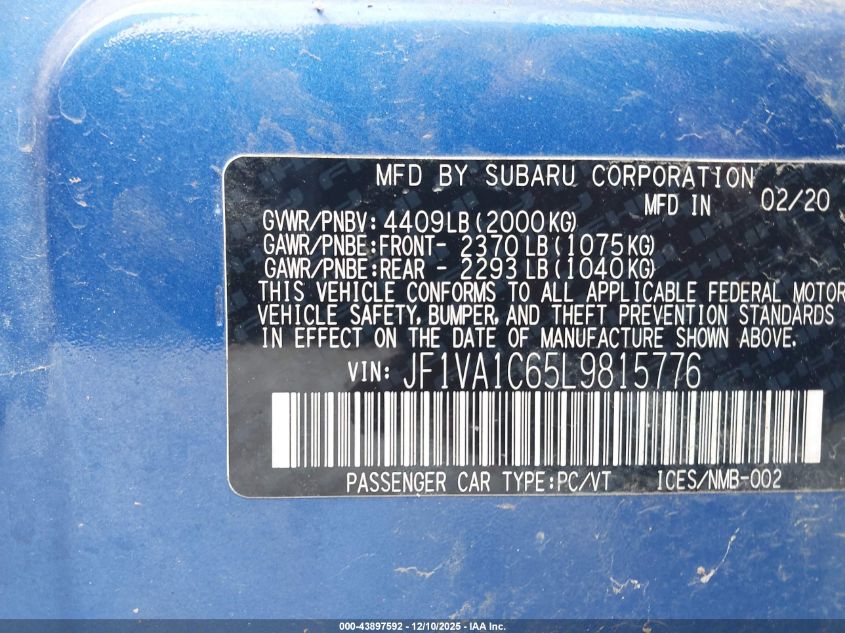 MFD BY SUBARU CORPORATION
MFD IN 02/20
GVWR/PNBV: 4409LB(2000KG)
GAWR/PNBE:FRONT- 2370LB(1075KG)
GAWR/PNBE:REAR - 2293LB(1040KG)
THIS VEHICLE CONFORMS TO ALL APPLICABLE FEDERAL MOTOR
VEHICLE SAFETY, BUMPER, AND THEFT PREVENTION STANDARDS
IN EFFECT ON THE DATE OF MANUFACTURE SHOWN ABOVE.
VIN: JF1VA1C65L9815776
PASSENGER CAR TYPE:PC/VT ICES/NMB-002
000-43897592 - 12/10/2025 - IAA Inc.